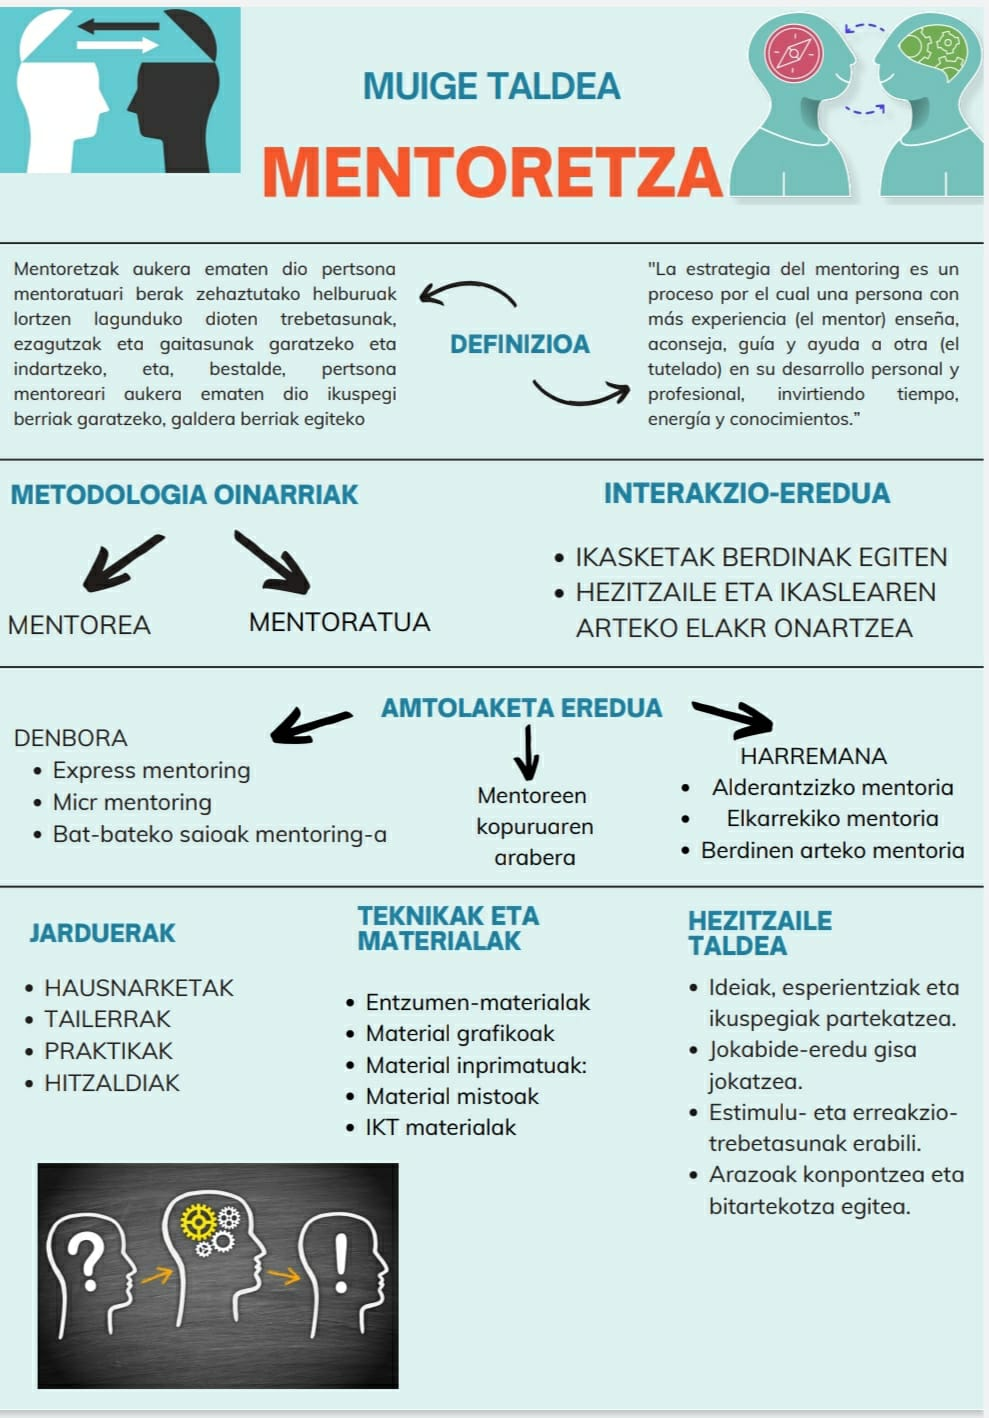 MUIGE TALDEA
MENTORETZA
Mentoretzak aukera ematen dio pertsona
mentoratuari berak zehaztutako helburuak
lortzen lagunduko dioten trebetasunak,
ezagutzak eta gaitasunak garatzeko eta
indartzeko, eta, bestalde, pertsona
mentoreari aukera ematen dio ikuspegi
berriak garatzeko, galdera berriak egiteko
DEFINIZIOA
"La estrategia del mentoring es un
proceso por el cual una persona con
más experiencia (el mentor) enseña,
aconseja, guía y ayuda a otra (el
tutelado) en su desarrollo personal y
profesional, invirtiendo tiempo,
energía y conocimientos.”
METODOLOGIA OINARRIAK
MENTOREA
MENTORATUA
INTERAKZIO-EREDUA
• IKASKETAK BERDINAK EGITEN
• HEZITZAILE ETA IKASLEAREN
ARTEKO ELAKR ONARTZEA
AMTOLAKETA EREDUA
DENBORA
• Express mentoring
• Micr mentoring
• Bat-bateko saioak mentoring-a
Mentoreen
kopuruaren
arabera
HARREMANA
• Alderantzizko mentoria
• Elkarrekiko mentoria
• Berdinen arteko mentoria
JARDUERAK
• HAUSNARKETAK
• TAILERRAK
• PRAKTIKAK
• HITZALDIAK
TEKNIKAK ETA
MATERIALAK
• Entzumen-materialak
• Material grafikoak
• Material inprimatuak:
• Material mistoak
• IKT materialak
HEZITZAILE
TALDEA
• Ideiak, esperientziak eta
ikuspegiak partekatzea.
• Jokabide-eredu gisa
jokatzea.
• Estimulu- eta erreakzio-
trebetasunak erabili.
• Arazoak konpontzea eta
bitartekotza egitea.
? !